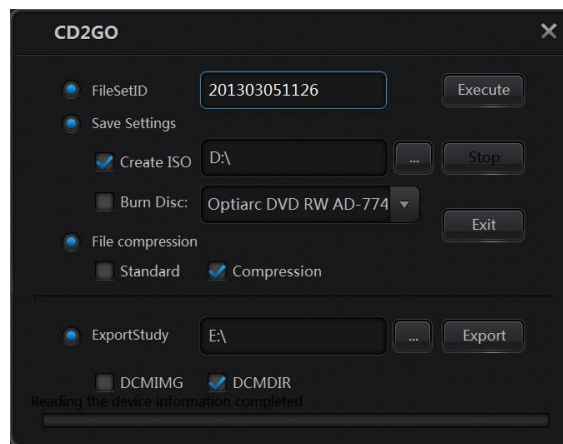 CD2GO
FileSetID 201303051126 Execute
Save Settings
Create ISO D:\ ... Stop
Burn Disc: Optiarc DVD RW AD-774
Exit
File compression
Standard Compression
ExportStudy E:\ ... Export
DCMIMG DCMDIR
Reading the device information completed